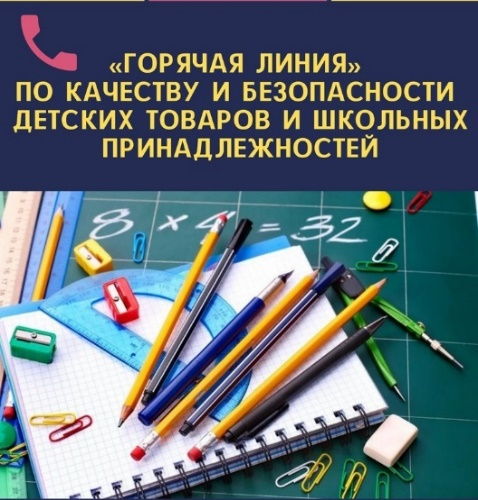 «ГОРЯЧАЯ ЛИНИЯ»
ПО КАЧЕСТВУ И БЕЗОПАСНОСТИ
ДЕТСКИХ ТОВАРОВ И ШКОЛЬНЫХ
ПРИНАДЛЕЖНОСТЕЙ
8 × 4 = 32